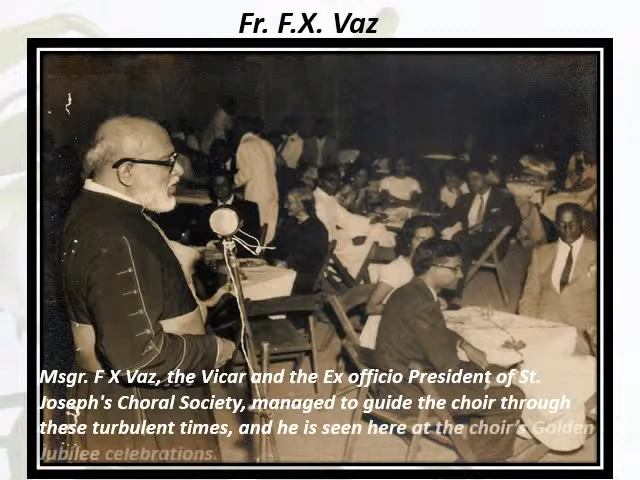 Fr. F.X. Vaz
Msgr. F X Vaz, the Vicar and the Ex officio President of St.
Joseph's Choral Society, managed to guide the choir through
these turbulent times, and he is seen here at the choir's Golden
Jubilee celebrations.